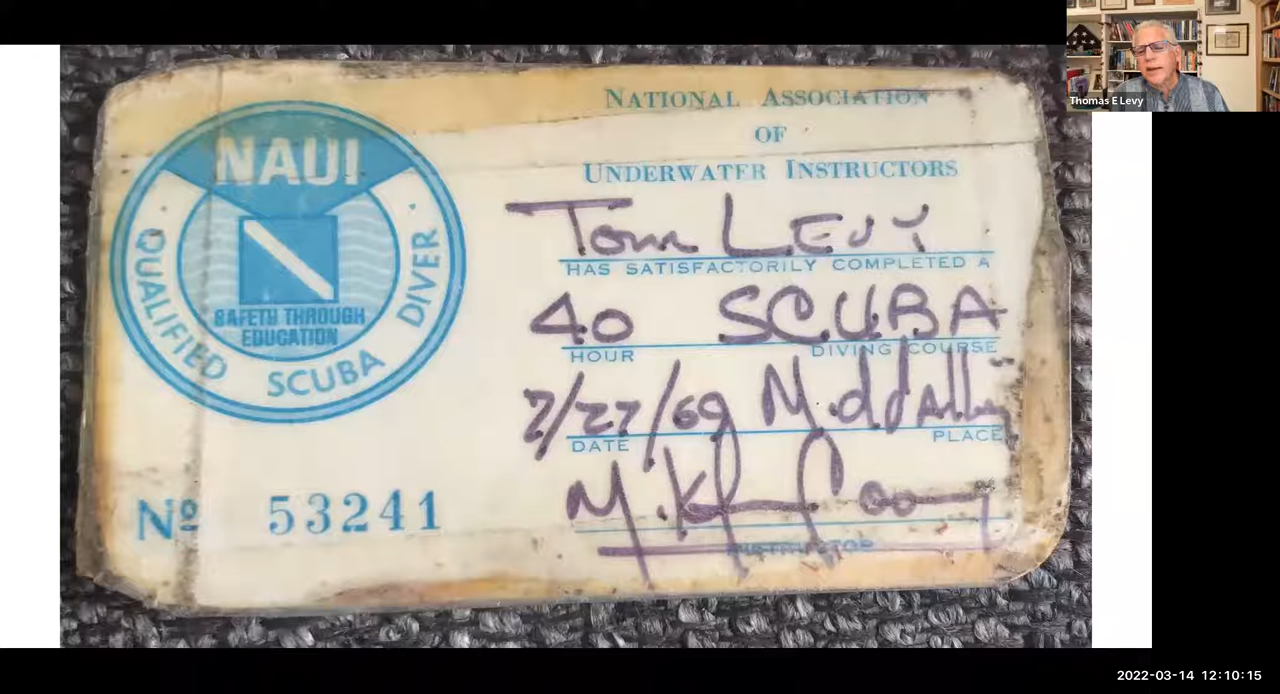 Thomas E Levy
NAUI
QUALIFIED SCUBA DIVER
SAFETY THROUGH
EDUCATION
Nº 53241
NATIONAL ASSOCIATION
OF
UNDERWATER INSTRUCTORS
Tom LEVY
HAS SATISFACTORILY COMPLETED A
40 SCUBA
HOUR DIVING COURSE
/27/69
DATE PLACE
INSTRUCTOR
2022-03-14 12:10:15